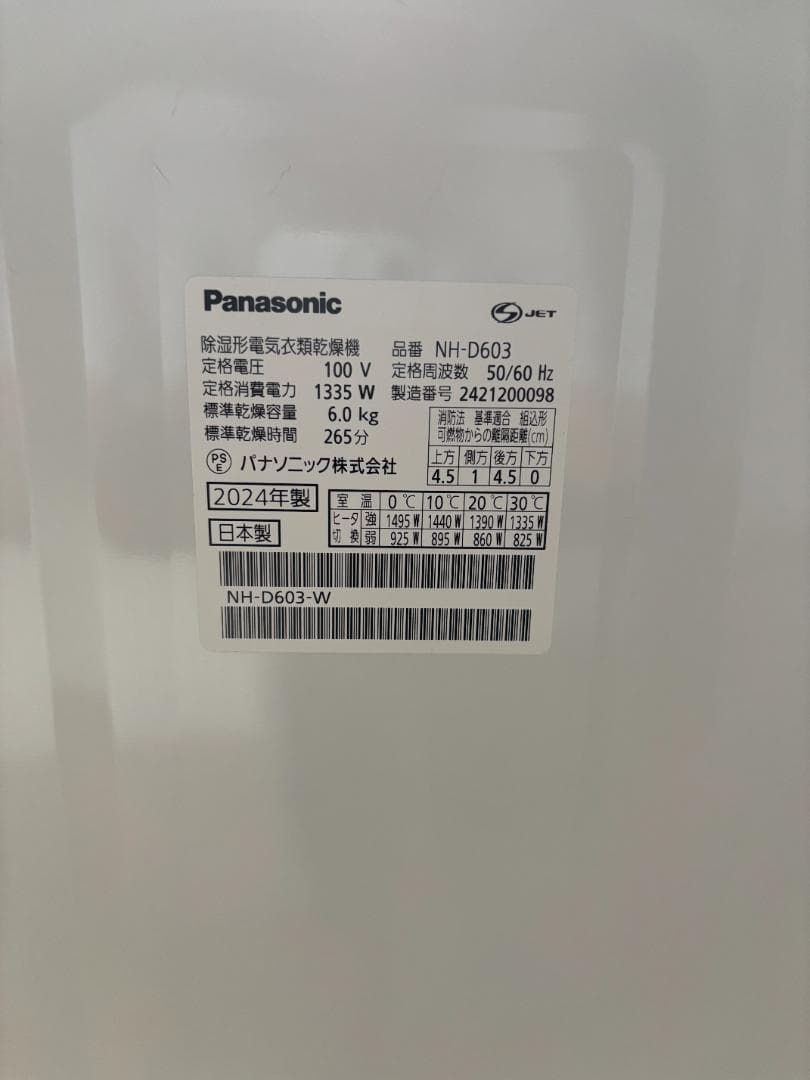 Panasonic
S JET
除湿形電気衣類乾燥機 品番 NH-D603
定格電圧 100 V 定格周波数 50/60 Hz
定格消費電力 1335 W 製造番号 2421200098
標準乾燥容量 6.0 kg
標準乾燥時間 265分
消防法 基準適合 組込形
可燃物からの離隔距離(cm)
上方 側方 後方 下方
4.5 1 4.5 0
PS
E パナソニック株式会社
2024年製
日本製
室温 0℃ 10℃ 20℃ 30℃
ヒータ 強 1495 W 1440 W 1390 W 1335 W
切換 弱 925 W 895 W 860 W 825 W
NH-D603-W